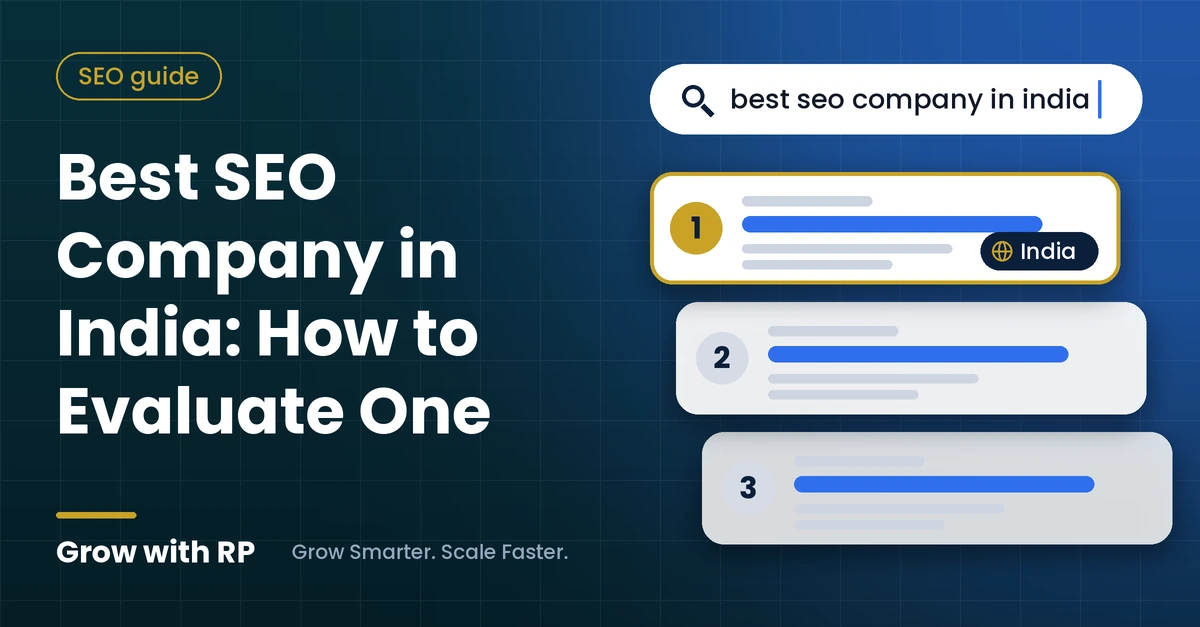 SEO guide
Best SEO
Company in
India: How to
Evaluate One
Grow with RP
Grow Smarter. Scale Faster.
best seo company in india
1
India
2
3